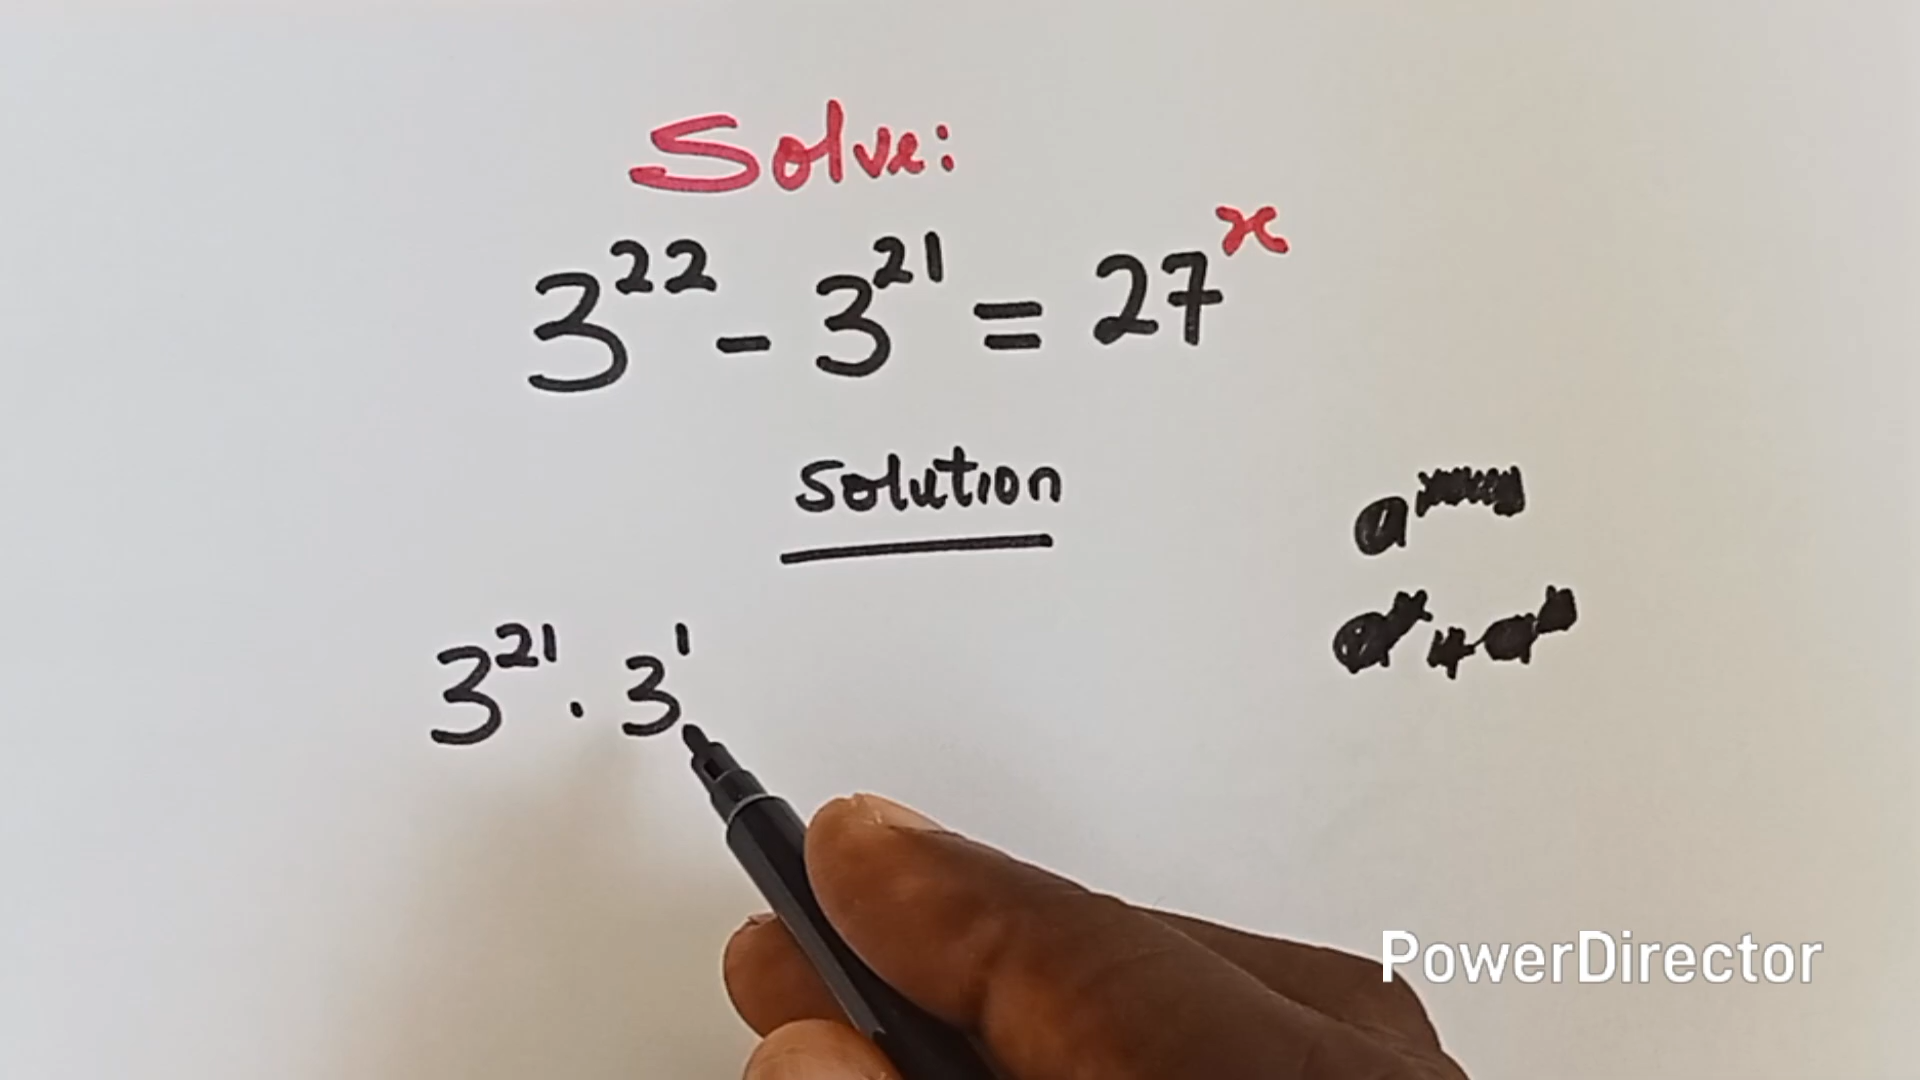 Solve:
3²² - 3²¹ = 27ˣ
Solution
3²¹ · 3¹
PowerDirector